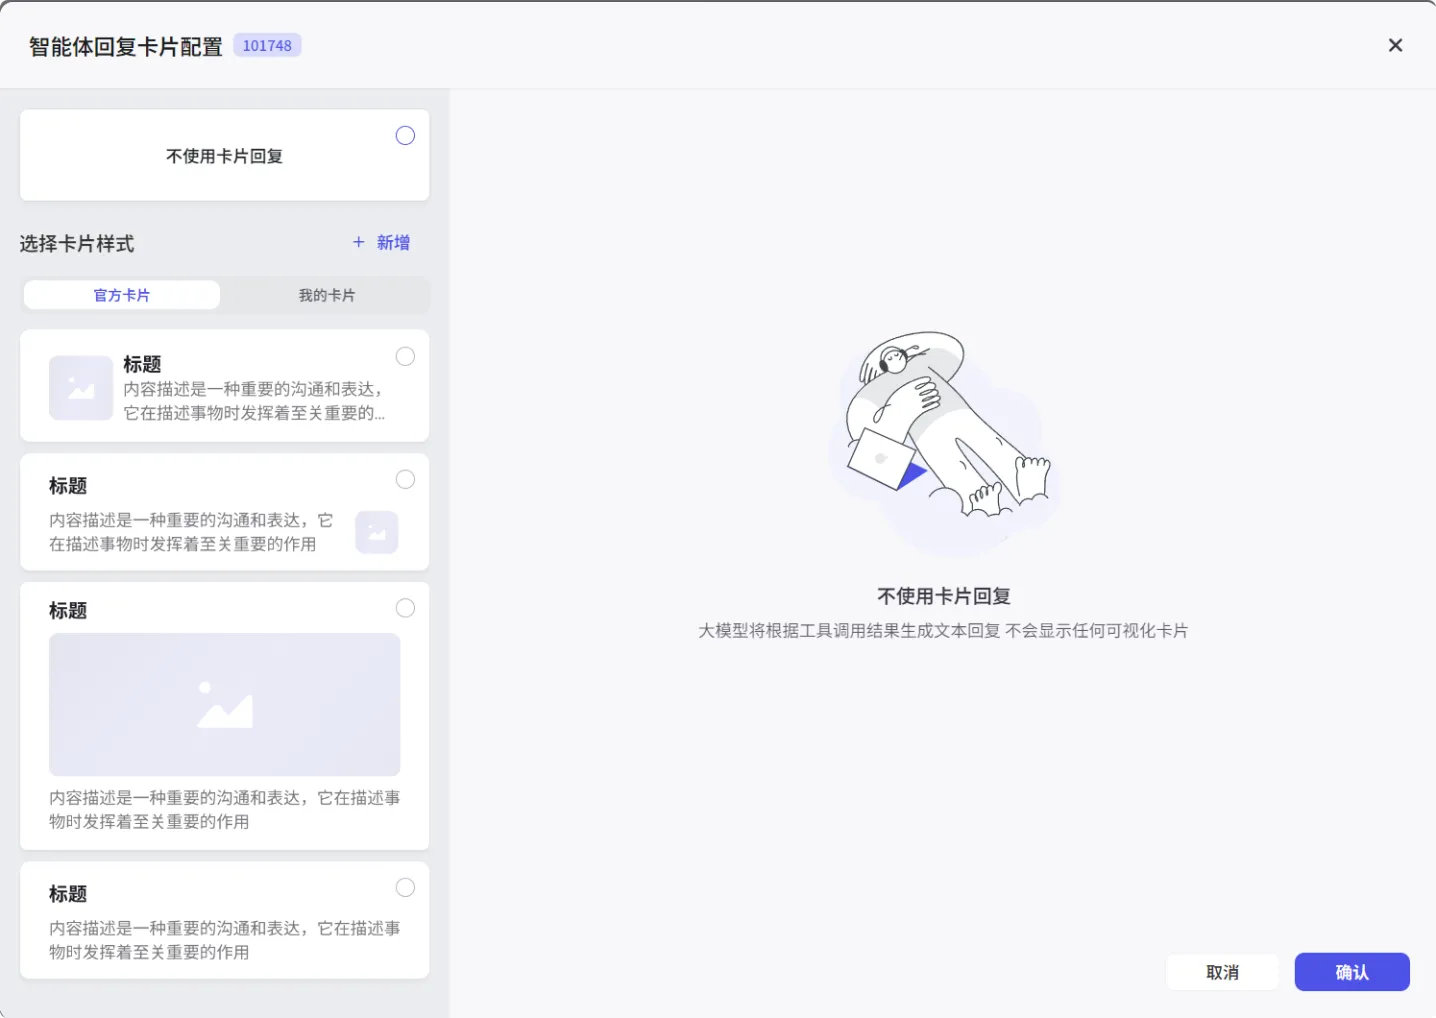 智能体回复卡片配置 101748
不使用卡片回复
选择卡片样式
+ 新增
官方卡片
我的卡片
标题
内容描述是一种重要的沟通和表达，
它在描述事物时发挥着至关重要的...
标题
内容描述是一种重要的沟通和表达，它
在描述事物时发挥着至关重要的作用
标题
内容描述是一种重要的沟通和表达，它在描述事
物时发挥着至关重要的作用
标题
内容描述是一种重要的沟通和表达，它在描述事
物时发挥着至关重要的作用
不使用卡片回复
大模型将根据工具调用结果生成文本回复 不会显示任何可视化卡片
取消
确认